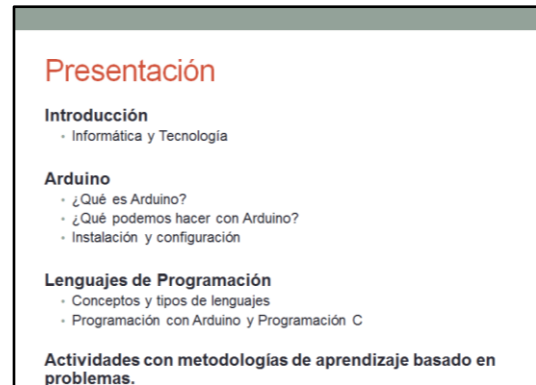 Presentación
Introducción
• Informática y Tecnología
Arduino
• ¿Qué es Arduino?
• ¿Qué podemos hacer con Arduino?
• Instalación y configuración
Lenguajes de Programación
• Conceptos y tipos de lenguajes
• Programación con Arduino y Programación C
Actividades con metodologías de aprendizaje basado en
problemas.